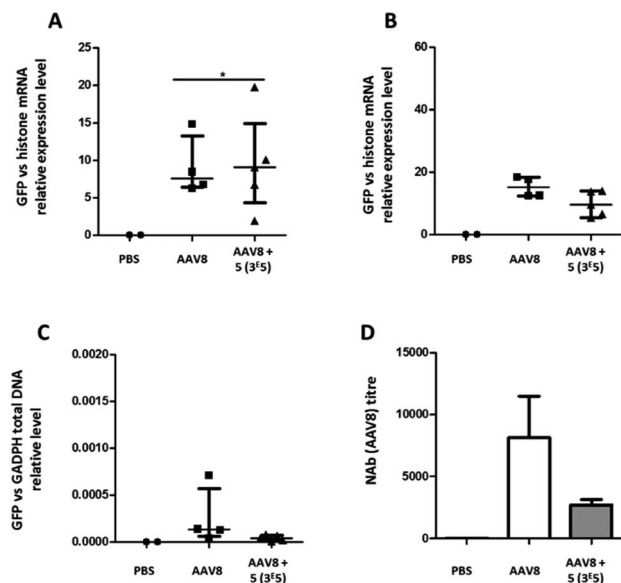 A
GFP vs histone mRNA
relative expression level
25
20
15
10
5
0
*
PBS
AAV8
AAV8 +
5 (3ᴱ5)
B
GFP vs histone mRNA
relative expression level
60
40
20
0
PBS
AAV8
AAV8 +
5 (3ᴱ5)
C
GFP vs GADPH total DNA
relative level
0.0020
0.0015
0.0010
0.0005
0.0000
PBS
AAV8
AAV8 +
5 (3ᴱ5)
D
NAb (AAV8) titre
15000
10000
5000
0
PBS
AAV8
AAV8 +
5 (3ᴱ5)